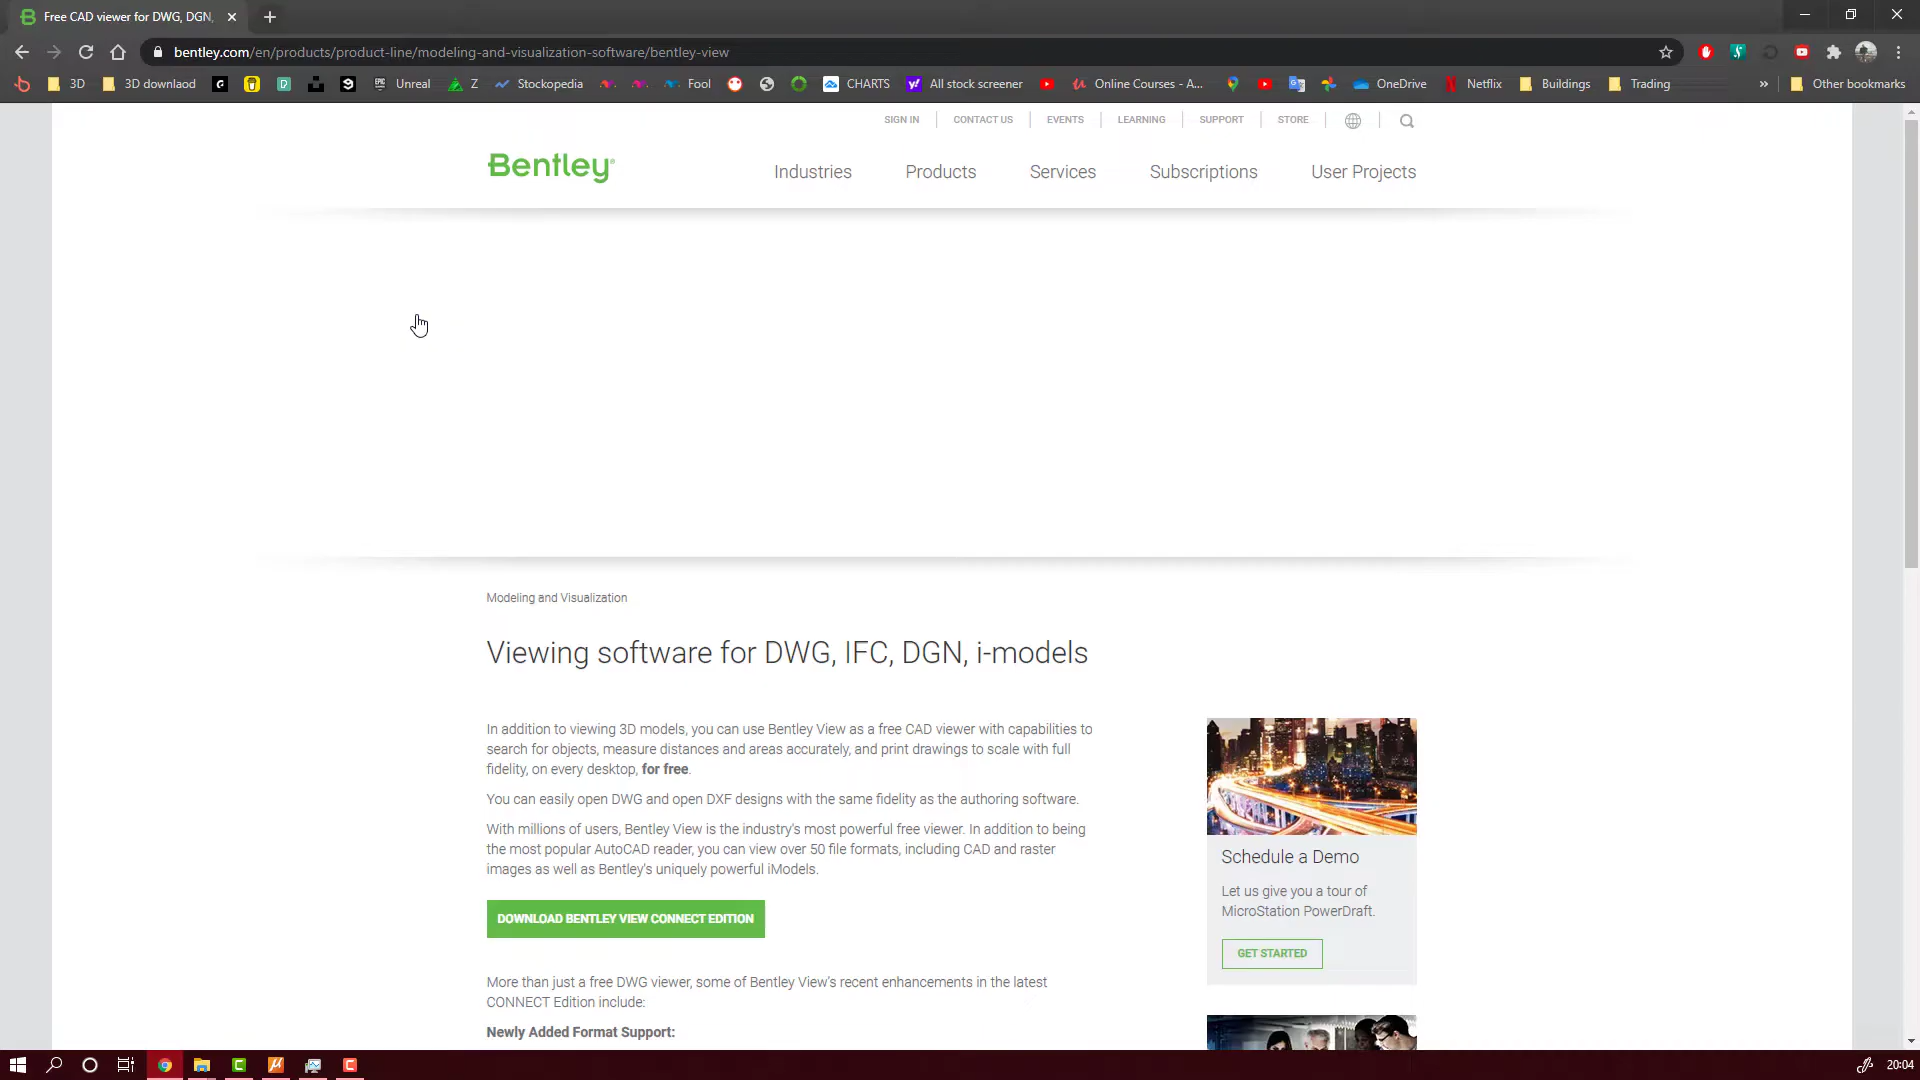 Free CAD viewer for DWG, DGN,
bentley.com/en/products/product-line/modeling-and-visualization-software/bentley-view
3D
3D downlaod
Unreal
Z
Stockopedia
Fool
CHARTS
All stock screener
Online Courses - A...
OneDrive
Netflix
Buildings
Trading
»
Other bookmarks
SIGN IN
CONTACT US
EVENTS
LEARNING
SUPPORT
STORE
Bentley®
Industries
Products
Services
Subscriptions
User Projects
Modeling and Visualization
Viewing software for DWG, IFC, DGN, i-models
In addition to viewing 3D models, you can use Bentley View as a free CAD viewer with capabilities to
search for objects, measure distances and areas accurately, and print drawings to scale with full
fidelity, on every desktop, for free.
You can easily open DWG and open DXF designs with the same fidelity as the authoring software.
With millions of users, Bentley View is the industry's most powerful free viewer. In addition to being
the most popular AutoCAD reader, you can view over 50 file formats, including CAD and raster
images as well as Bentley's uniquely powerful iModels.
DOWNLOAD BENTLEY VIEW CONNECT EDITION
More than just a free DWG viewer, some of Bentley View's recent enhancements in the latest
CONNECT Edition include:
Newly Added Format Support:
Schedule a Demo
Let us give you a tour of
MicroStation PowerDraft.
GET STARTED
20:04